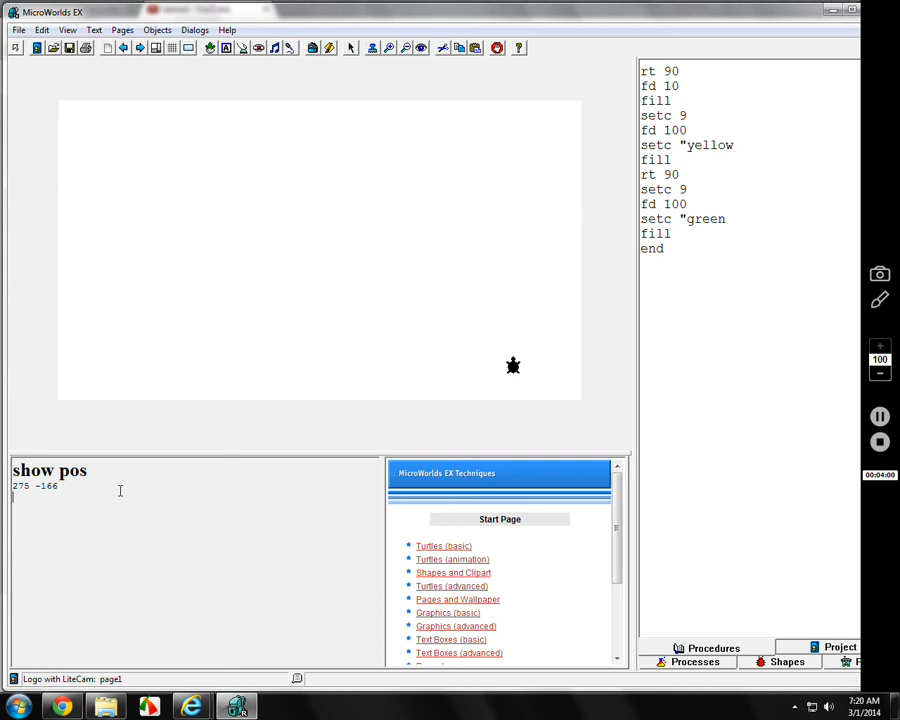 MicroWorlds EX
File Edit View Text Pages Objects Dialogs Help
rt 90
fd 10
fill
setc 9
fd 100
setc "yellow
fill
rt 90
setc 9
fd 100
setc "green
fill
end
100
00:04:00
show pos
275 -166
MicroWorlds EX Techniques
Start Page
Turtles (basic)
Turtles (animation)
Shapes and Clipart
Turtles (advanced)
Pages and Wallpaper
Graphics (basic)
Graphics (advanced)
Text Boxes (basic)
Text Boxes (advanced)
Procedures
Project
Processes
Shapes
F
Logo with LiteCam: page1
7:20 AM
3/1/2014